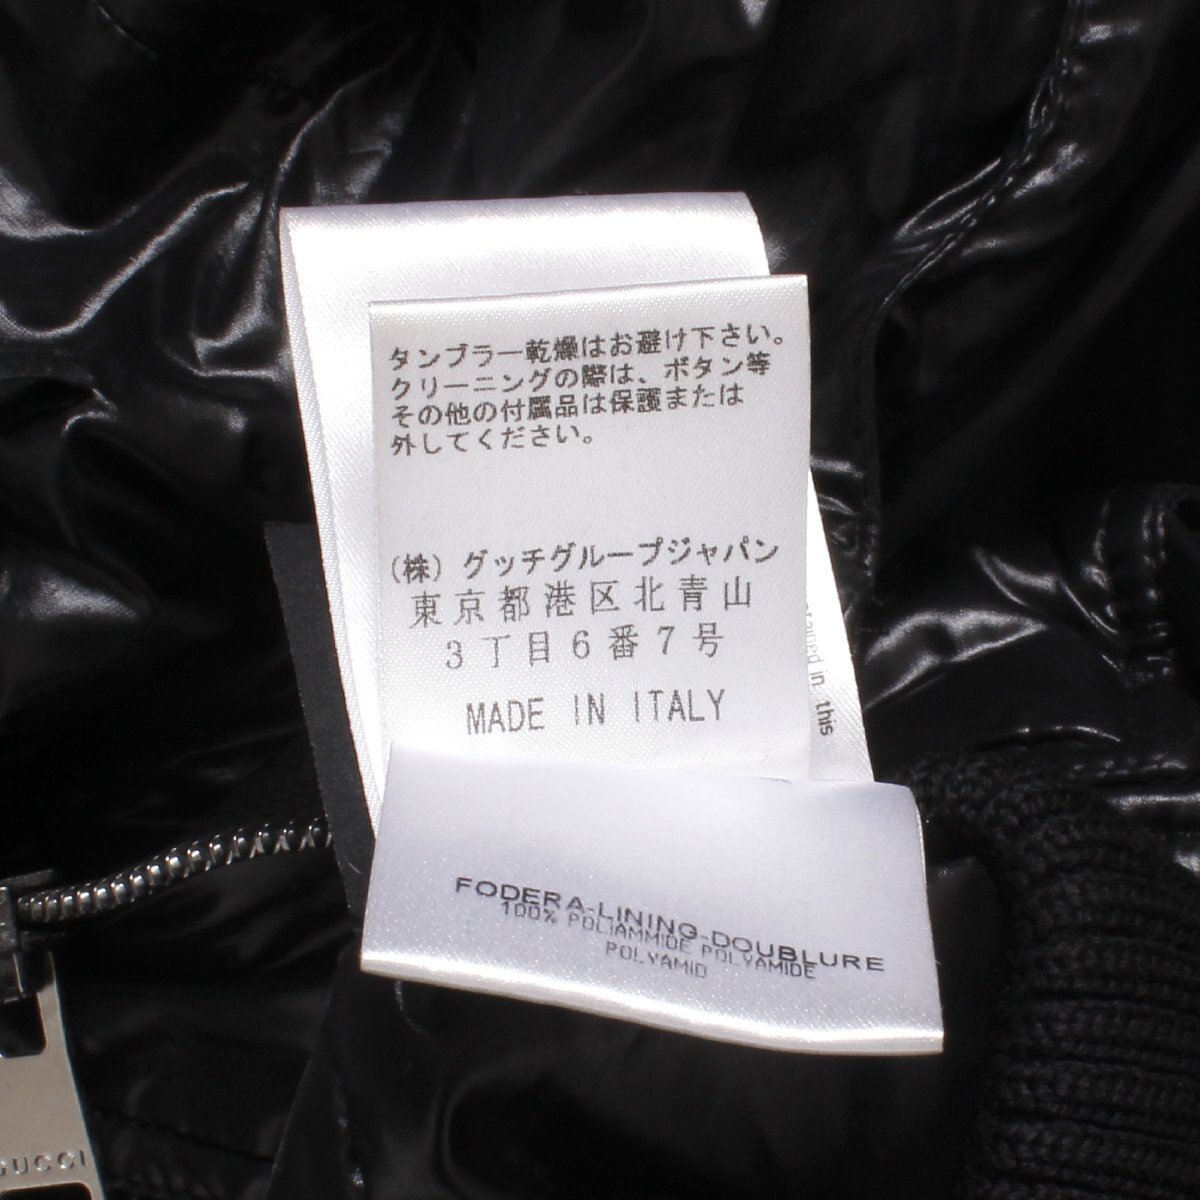 タンブラー乾燥はお避け下さい。
クリーニングの際は、ボタン等
その他の付属品は保護または
外してください。
(株) グッチグループジャパン
東京都港区北青山
3丁目6番7号
MADE IN ITALY
in this
FODERA-LINING-DOUBLURE
100% POLIAMMIDE POLYAMIDE
POLYAMID
GUCCI